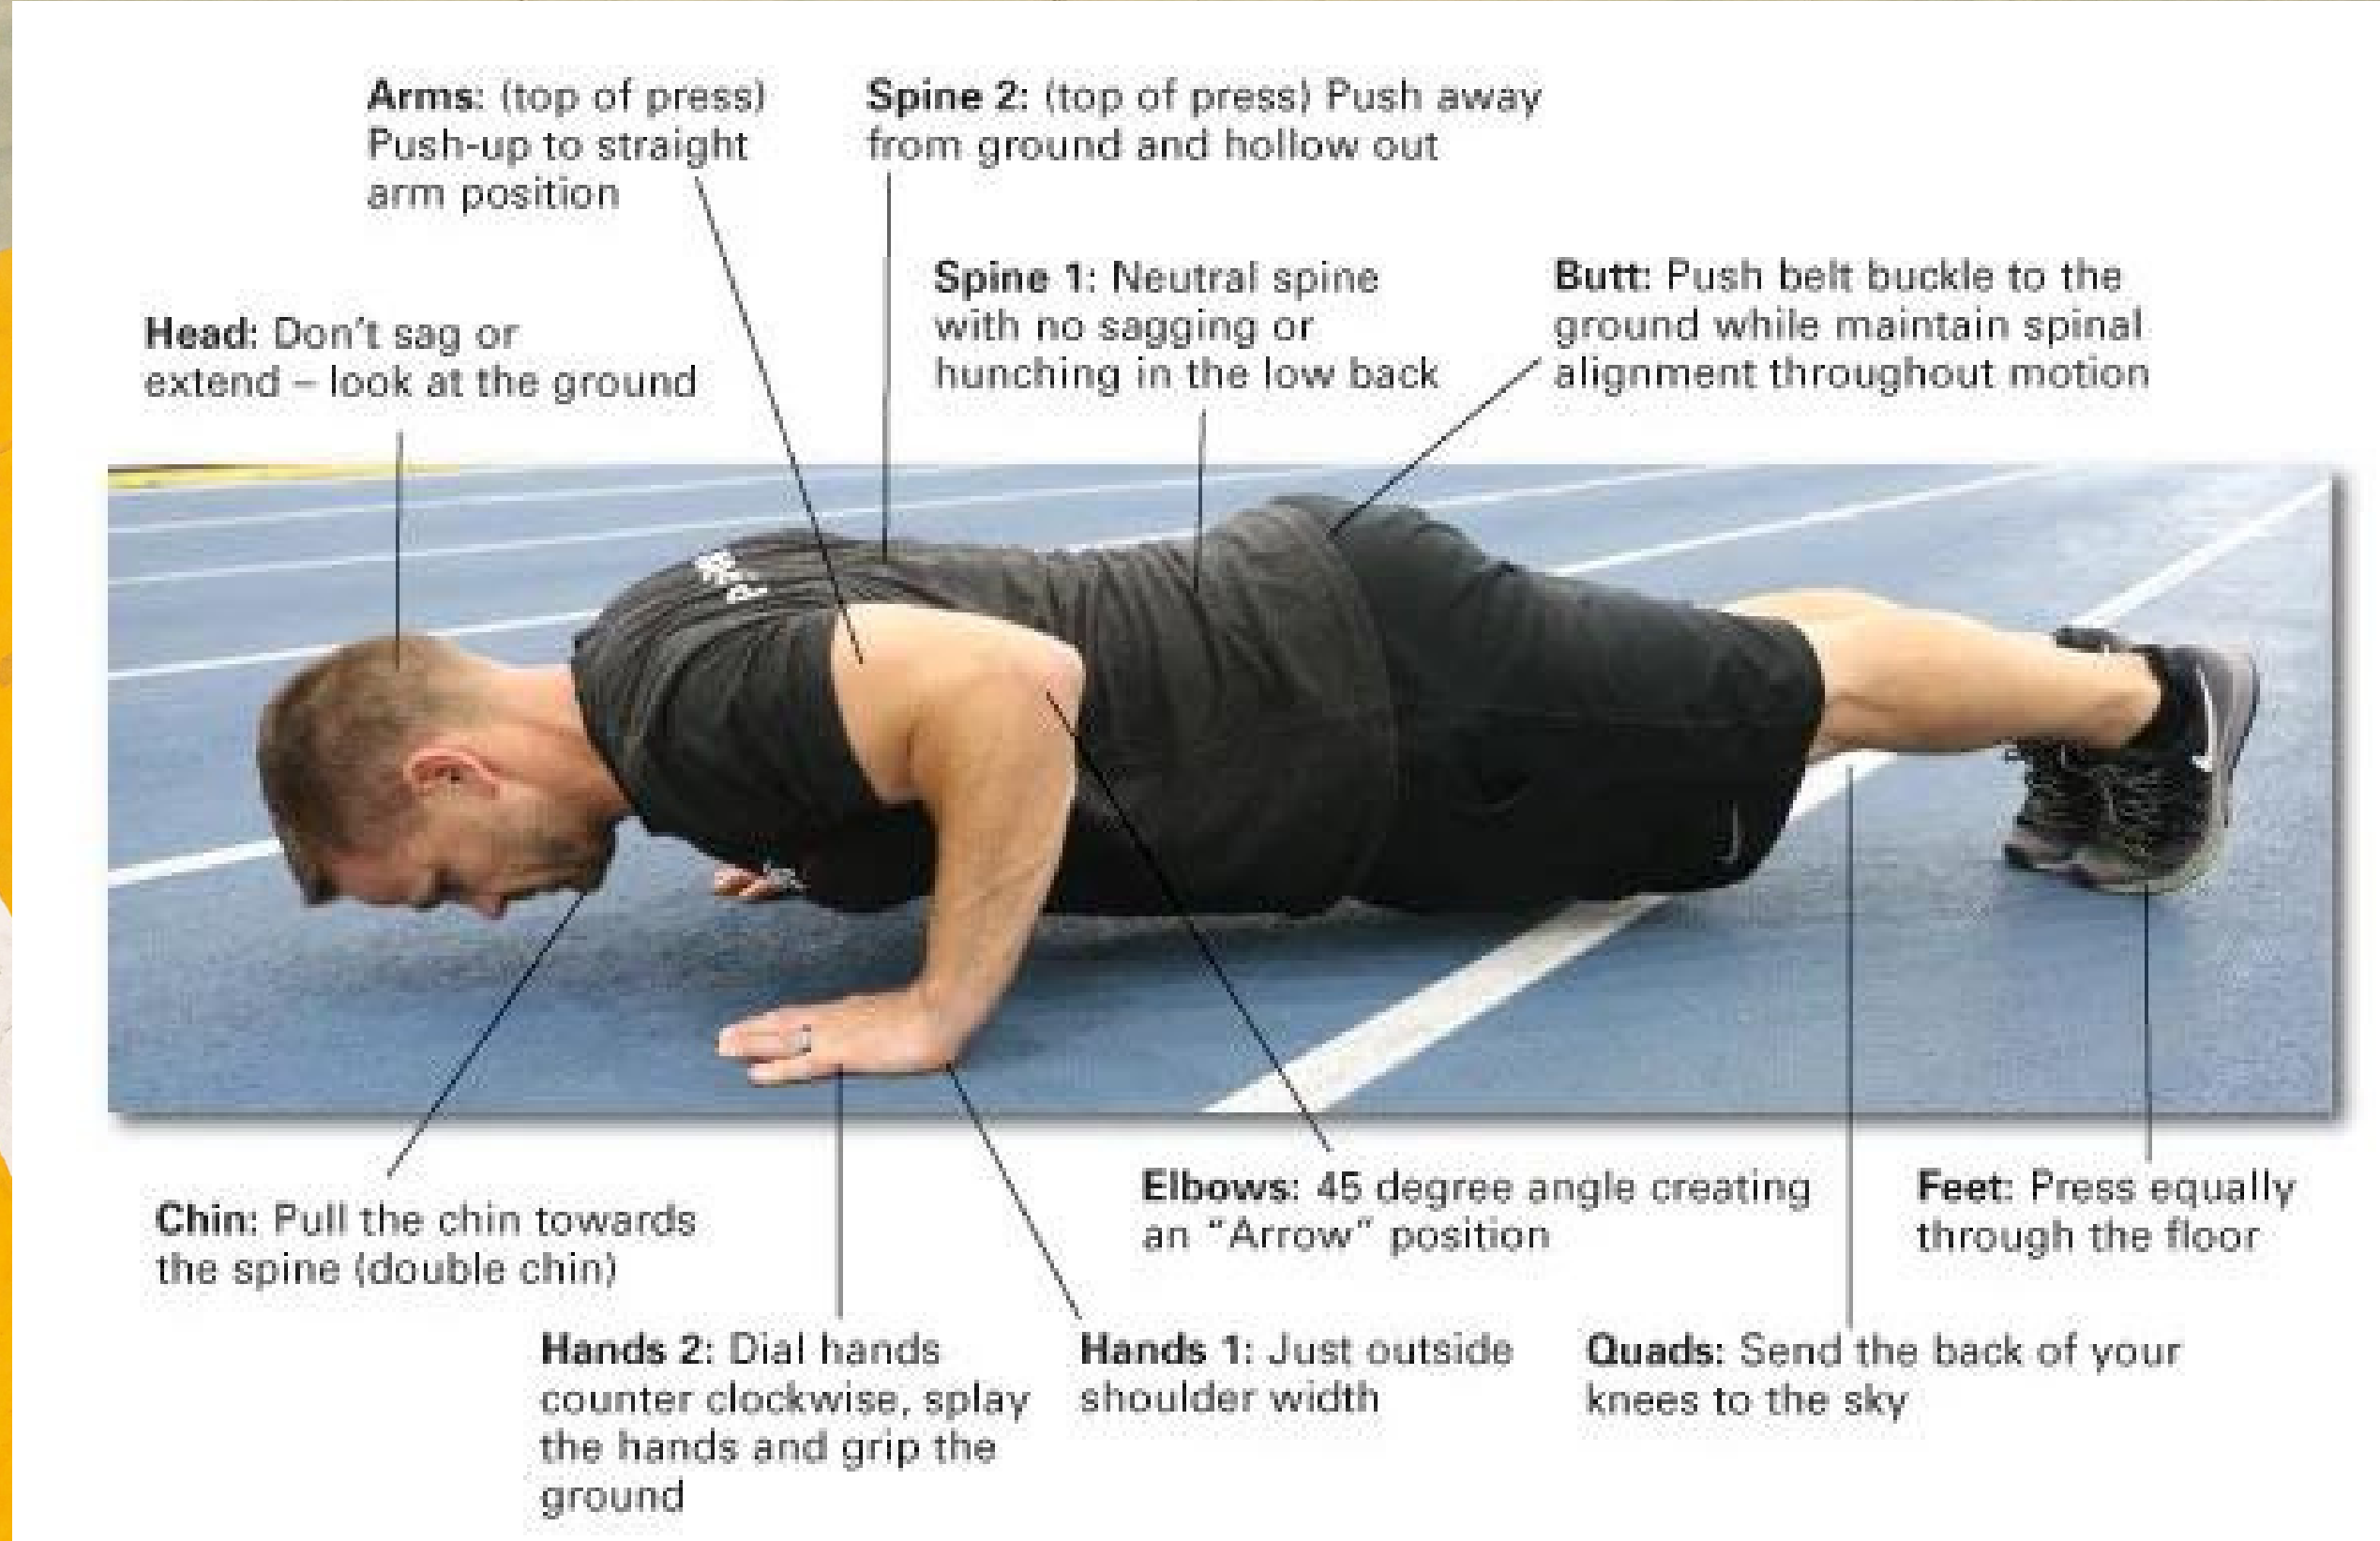 Arms: (top of press)
Push-up to straight
arm position
Spine 2: (top of press) Push away
from ground and hollow out
Head: Don't sag or
extend – look at the ground
Spine 1: Neutral spine
with no sagging or
hunching in the low back
Butt: Push belt buckle to the
ground while maintain spinal
alignment throughout motion
Chin: Pull the chin towards
the spine (double chin)
Hands 2: Dial hands
counter clockwise, splay
the hands and grip the
ground
Hands 1: Just outside
shoulder width
Elbows: 45 degree angle creating
an "Arrow" position
Quads: Send the back of your
knees to the sky
Feet: Press equally
through the floor